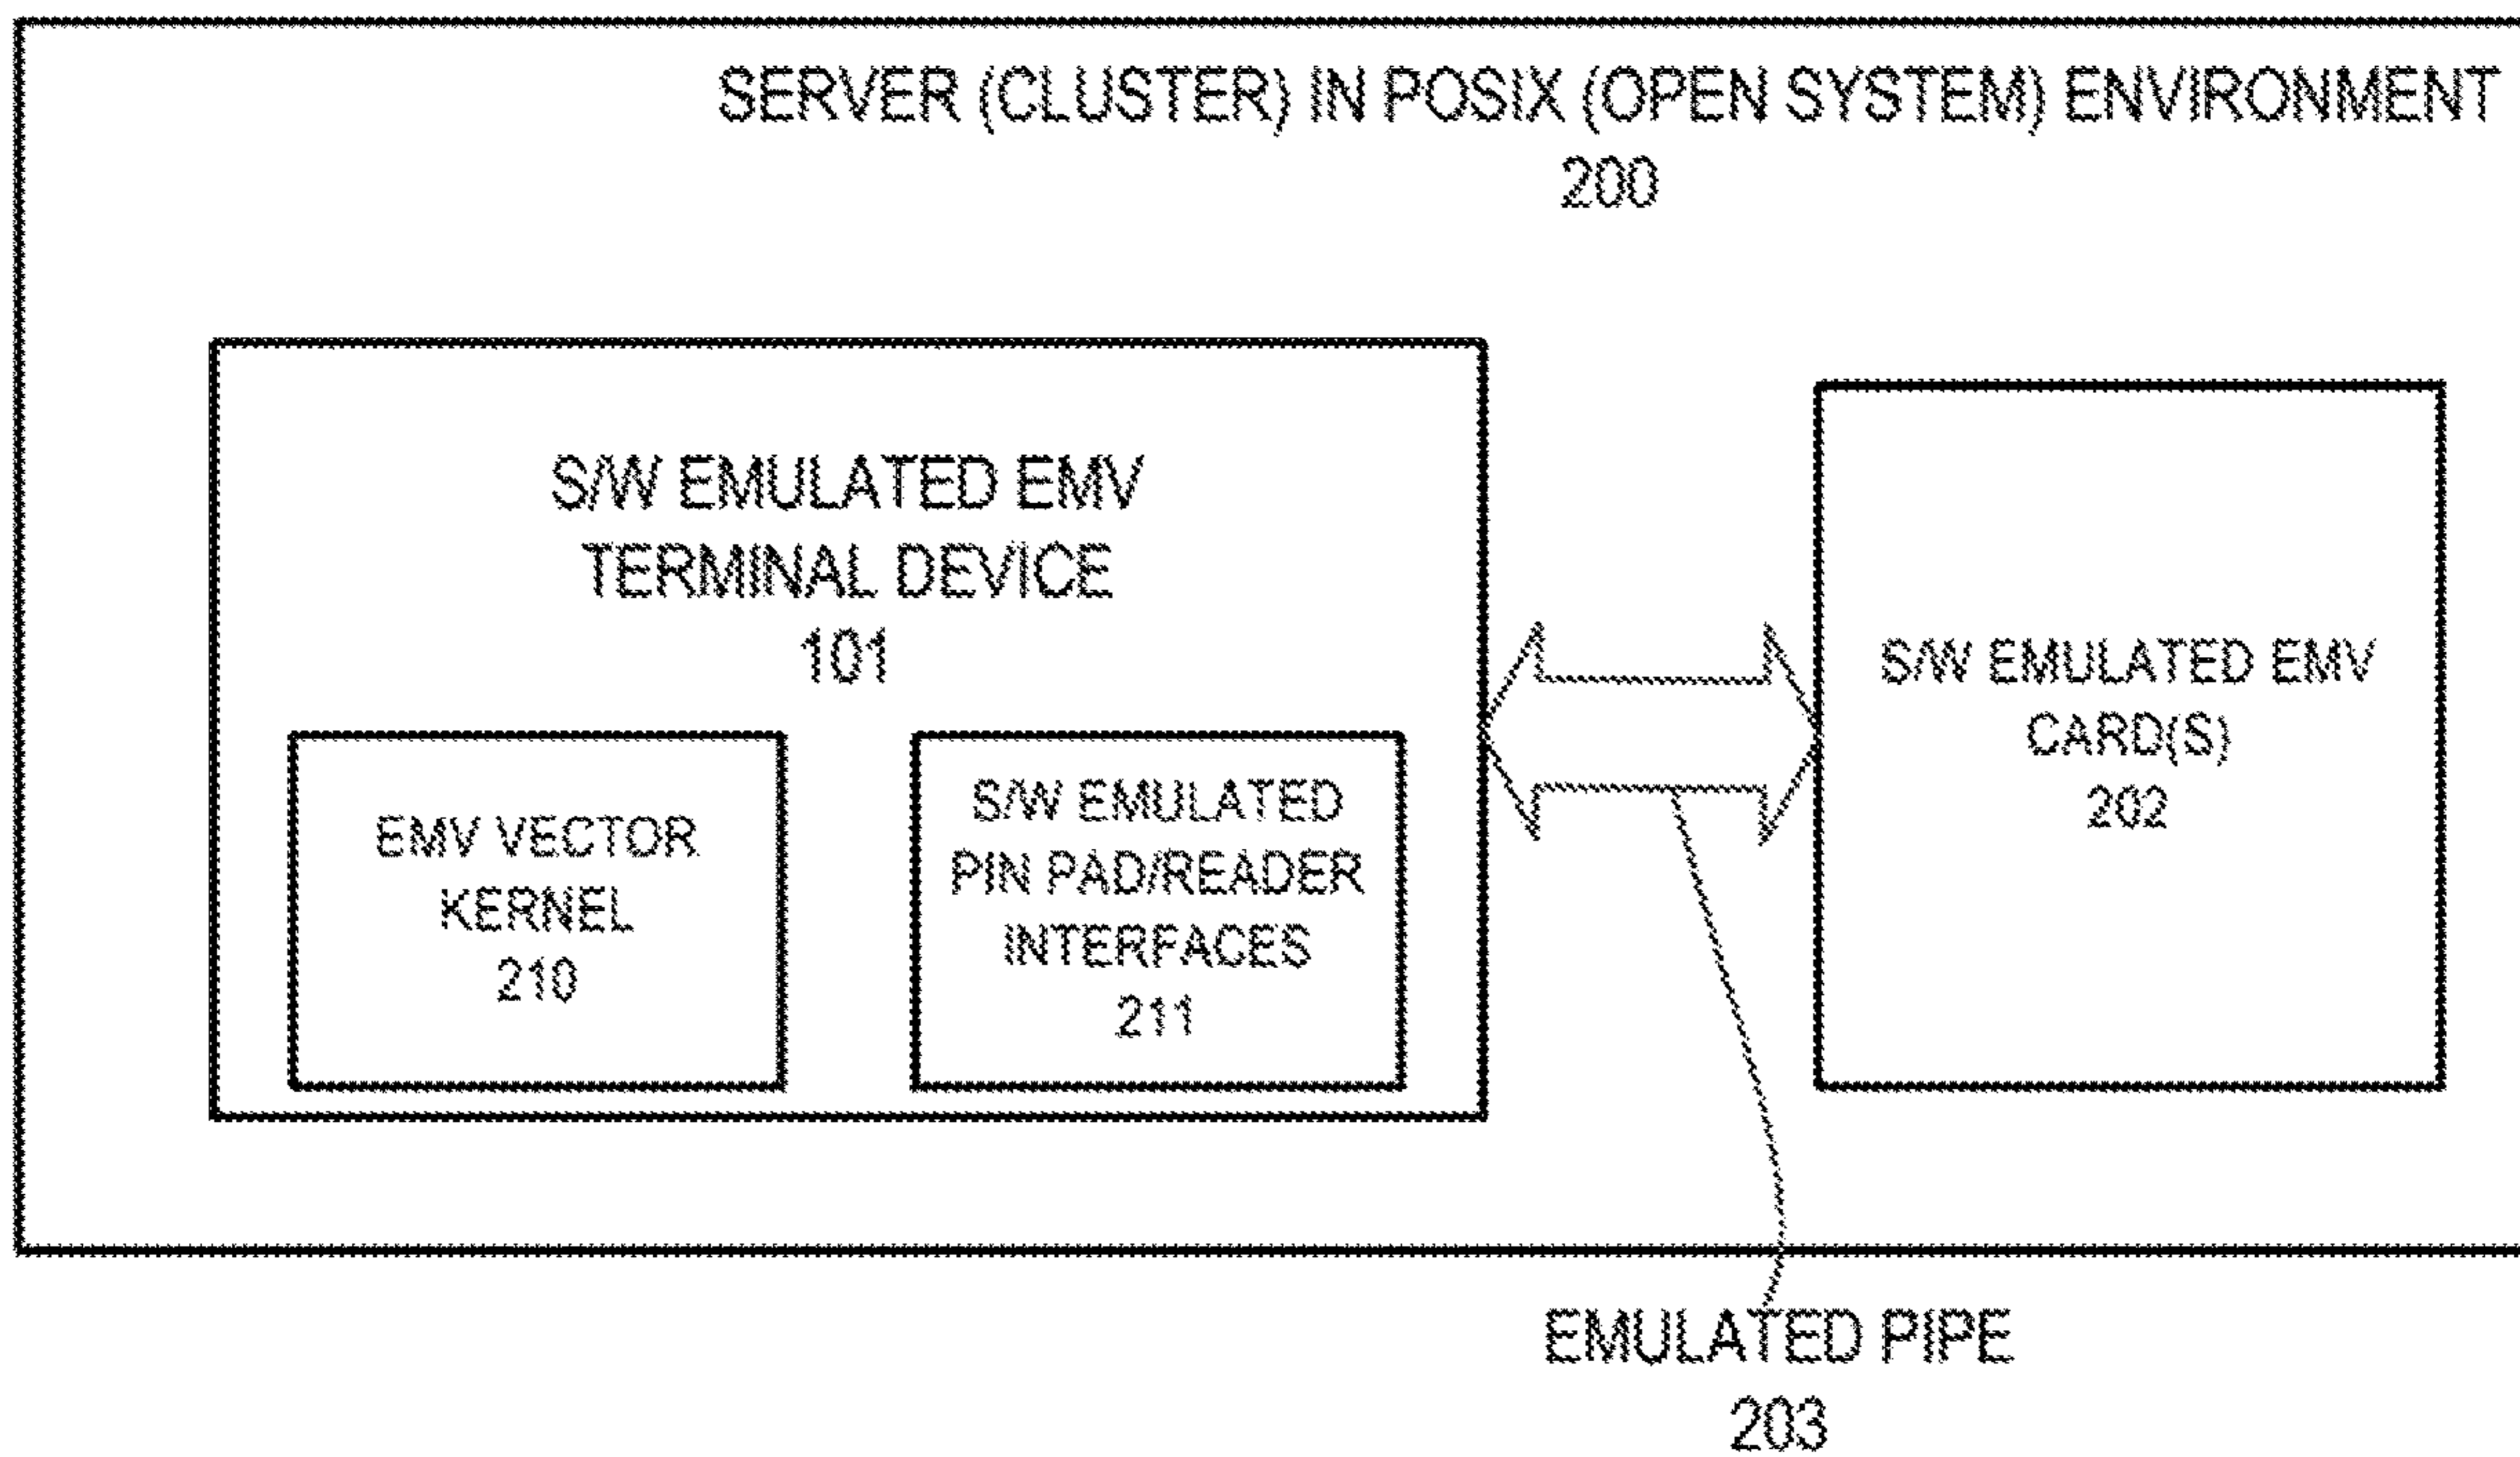 SERVER (CLUSTER) IN POSIX (OPEN SYSTEM) ENVIRONMENT
200
S/W EMULATED EMV
TERMINAL DEVICE
101
EMV VECTOR
KERNEL
210
S/W EMULATED
PIN PAD/READER
INTERFACES
211
S/W EMULATED EMV
CARD(S)
202
EMULATED PIPE
203